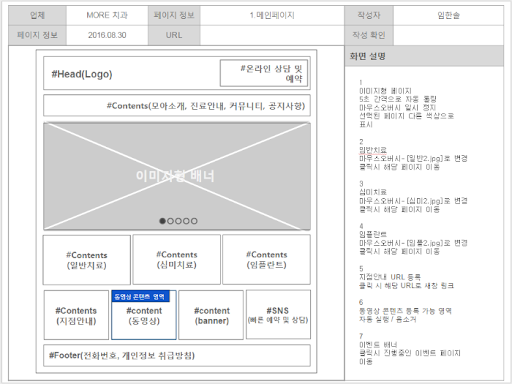 업체 MORE 치과 페이지 정보 1.메인페이지 작성자 임한솔
페이지 정보 2016.08.30 URL 작성 확인
화면 설명
#Head(Logo)
#온라인 상담 및
예약
#Contents(모아소개, 진료안내, 커뮤니티, 공지사항)
이미지형 배너
#Contents
(일반치료)
#Contents
(심미치료)
#Contents
(임플란트)
#Contents
(지점안내)
동영상 콘텐츠 영역
#content
(동영상)
#content
(banner)
#SNS
(빠른 예약 및 상담)
#Footer(전화번호, 개인정보 취급방침)
1
이미지형 페이지
5초 간격으로 자동 롤링
마우스오버시 일시 정지
선택된 페이지 다른 색상으로
표시
2
일반치료
마우스오버시- [일반2.jpg]로 변경
클릭시 해당 페이지 이동
3
심미치료
마우스오버시- [심미2.jpg]로 변경
클릭시 해당 페이지 이동
4
임플란트
마우스오버시- [임플2.jpg]로 변경
클릭시 해당 페이지 이동
5
지점안내 URL 등록
클릭 시 해당 URL로 새창 링크
6
동영상 콘텐츠 등록 가능 영역
자동 실행 / 음소거
7
이벤트 배너
클릭시 진행중인 이벤트 페이지
이동